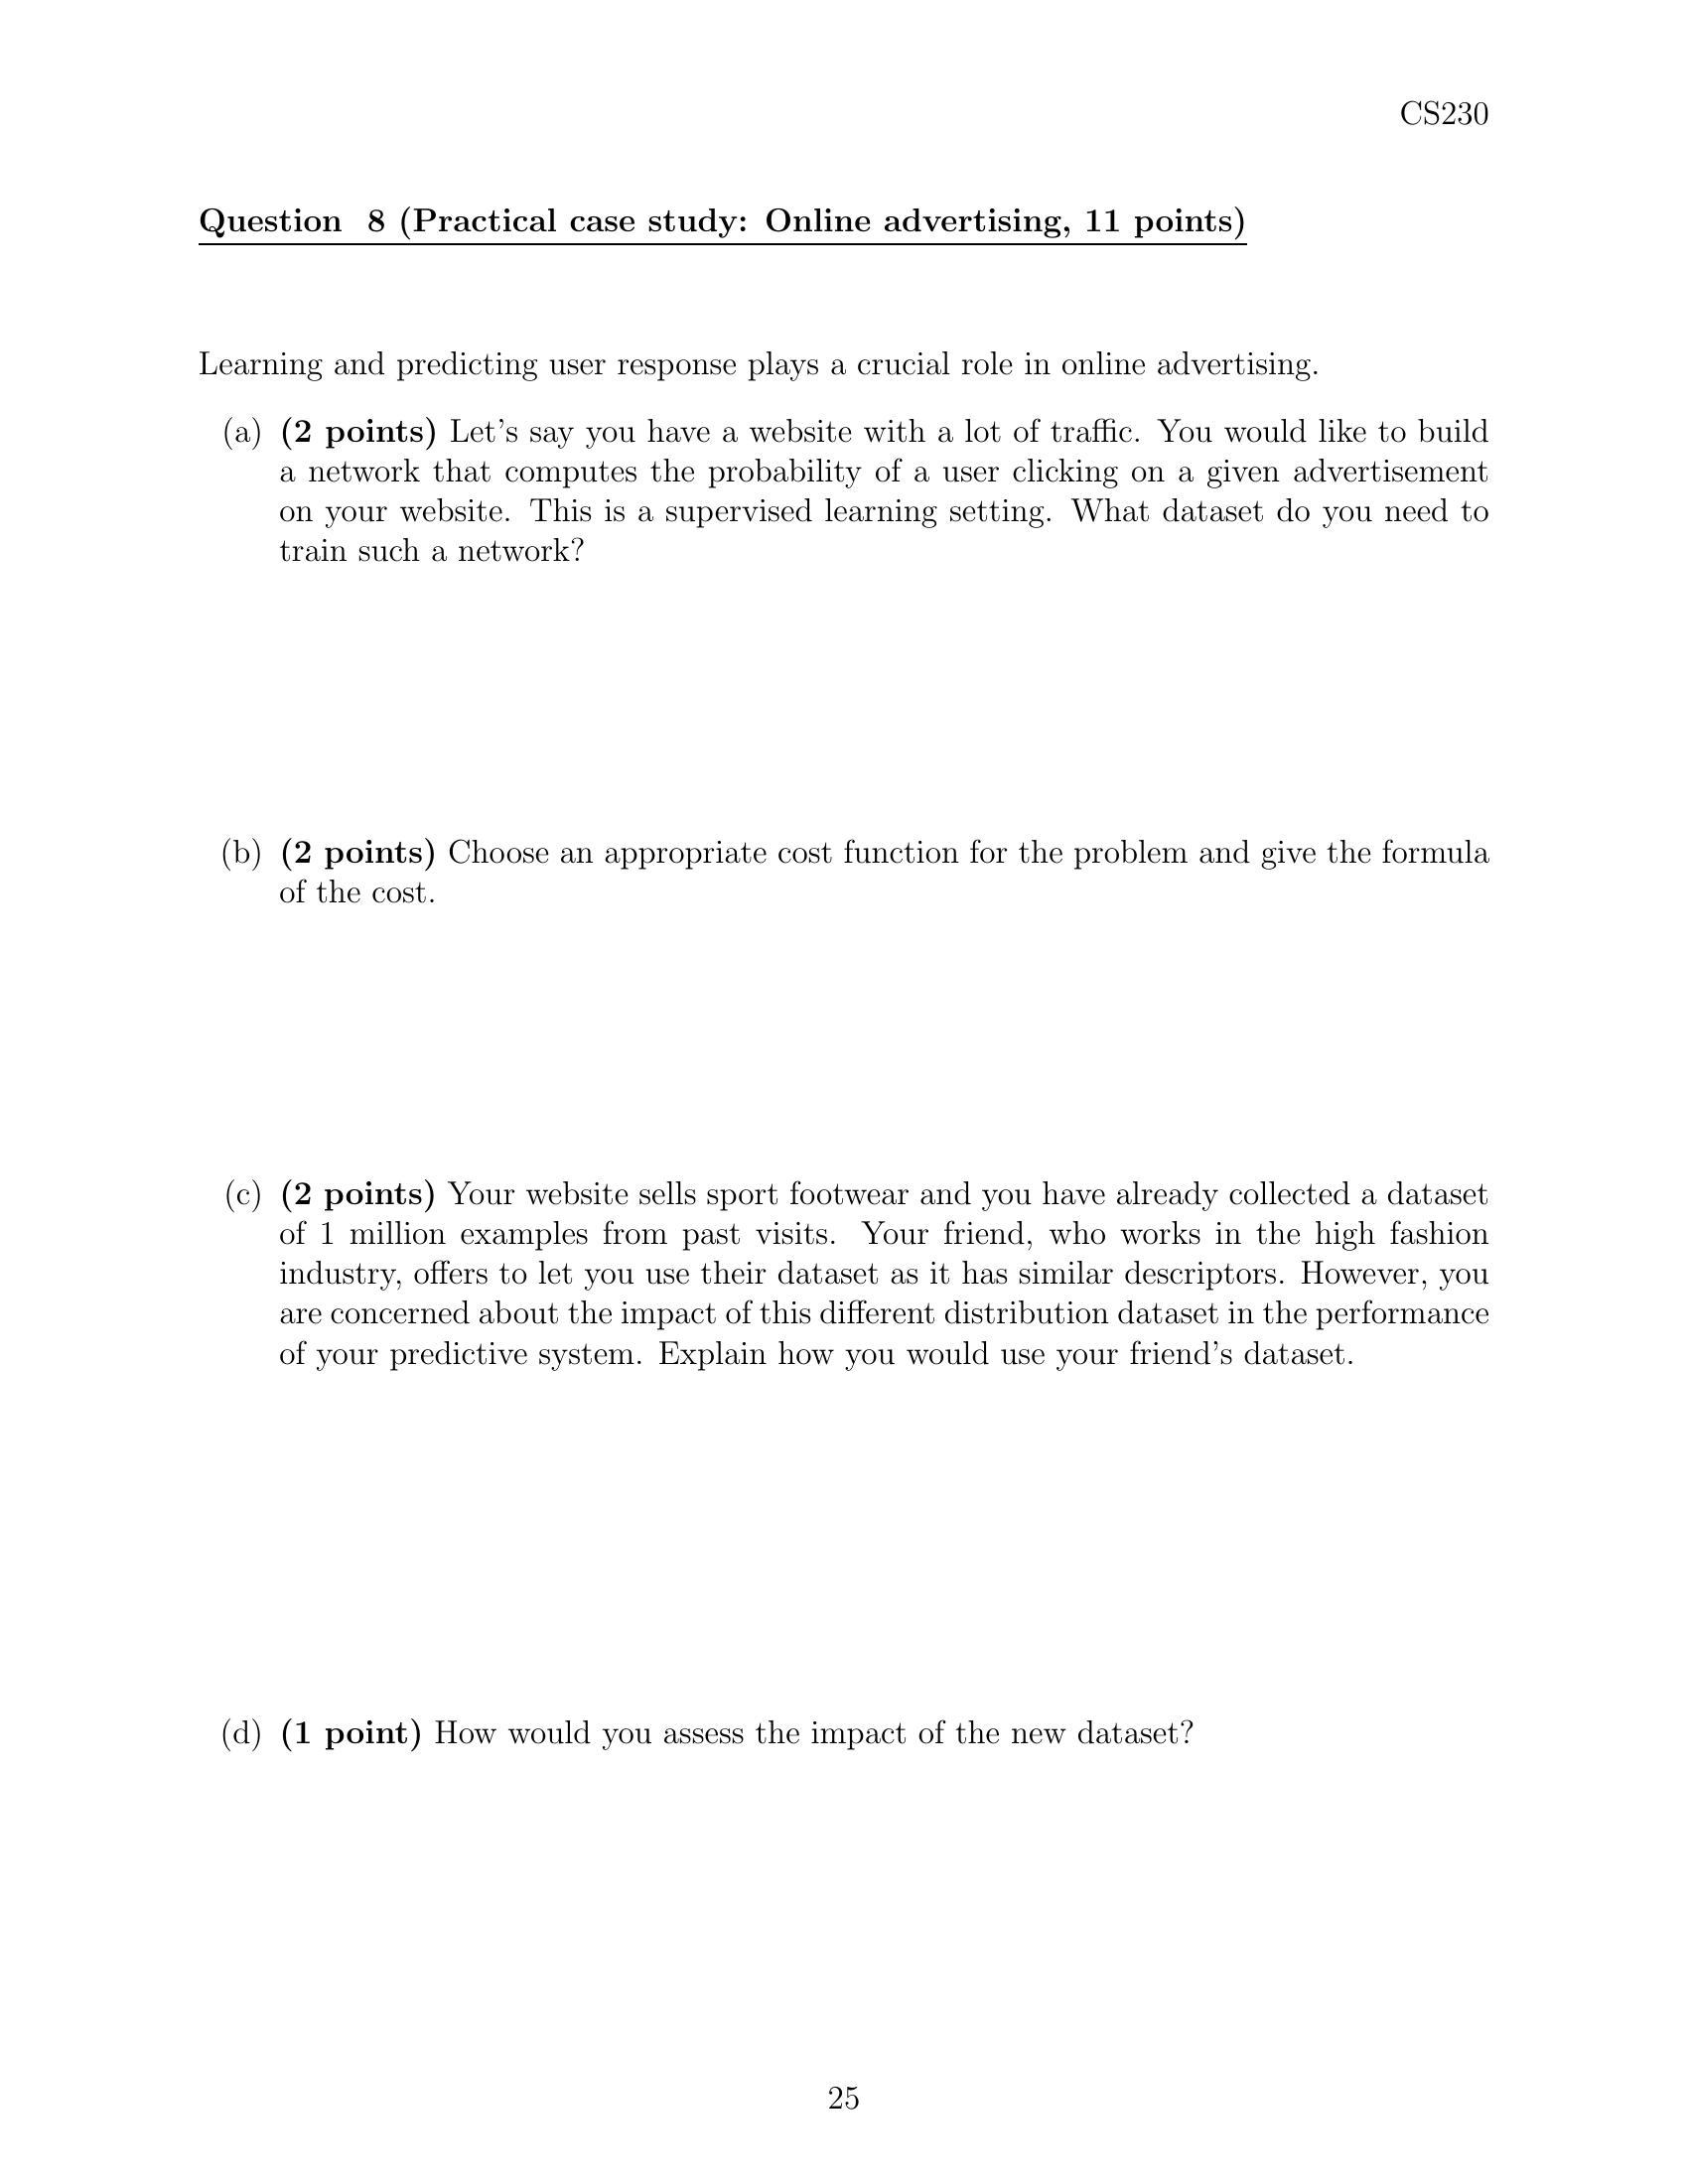 CS230
Question 8 (Practical case study: Online advertising, 11 points)
Learning and predicting user response plays a crucial role in online advertising.
(a) (2 points) Let's say you have a website with a lot of traffic. You would like to build
a network that computes the probability of a user clicking on a given advertisement
on your website. This is a supervised learning setting. What dataset do you need to
train such a network?
(b) (2 points) Choose an appropriate cost function for the problem and give the formula
of the cost.
(c) (2 points) Your website sells sport footwear and you have already collected a dataset
of 1 million examples from past visits. Your friend, who works in the high fashion
industry, offers to let you use their dataset as it has similar descriptors. However, you
are concerned about the impact of this different distribution dataset in the performance
of your predictive system. Explain how you would use your friend's dataset.
(d) (1 point) How would you assess the impact of the new dataset?
25